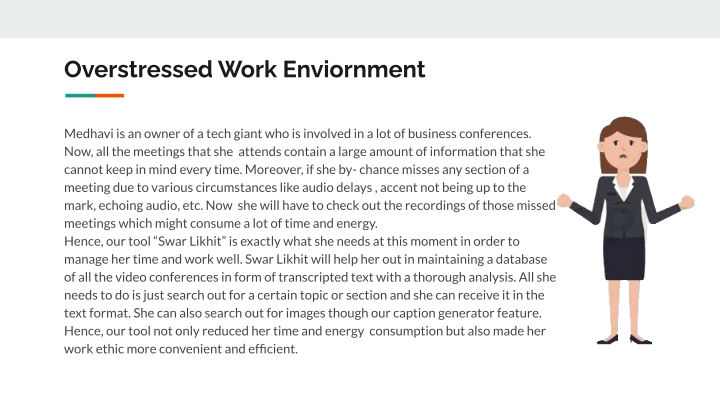 Overstressed Work Enviornment
Medhavi is an owner of a tech giant who is involved in a lot of business conferences.
Now, all the meetings that she  attends contain a large amount of information that she
cannot keep in mind every time. Moreover, if she by- chance misses any section of a
meeting due to various circumstances like audio delays , accent not being up to the
mark, echoing audio, etc. Now  she will have to check out the recordings of those missed
meetings which might consume a lot of time and energy.
Hence, our tool “Swar Likhit” is exactly what she needs at this moment in order to
manage her time and work well. Swar Likhit will help her out in maintaining a database
of all the video conferences in form of transcripted text with a thorough analysis. All she
needs to do is just search out for a certain topic or section and she can receive it in the
text format. She can also search out for images though our caption generator feature.
Hence, our tool not only reduced her time and energy  consumption but also made her
work ethic more convenient and efficient.